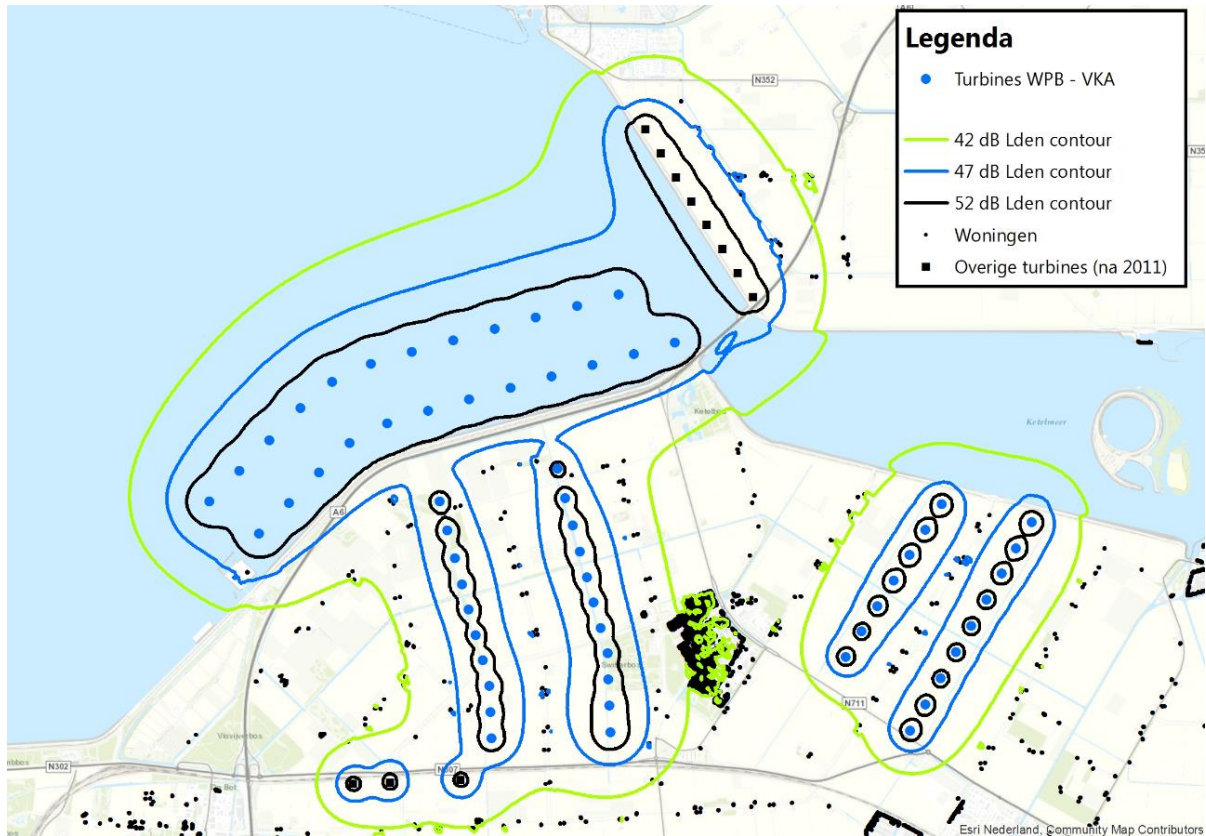 A6
N352
N35
Legenda
Turbines WPB - VKA
42 dB Lden contour
47 dB Lden contour
52 dB Lden contour
Woningen
Overige turbines (na 2011)
Ketelmeer
A6
N711
N302
Esri Nederland, Community Map Contributors